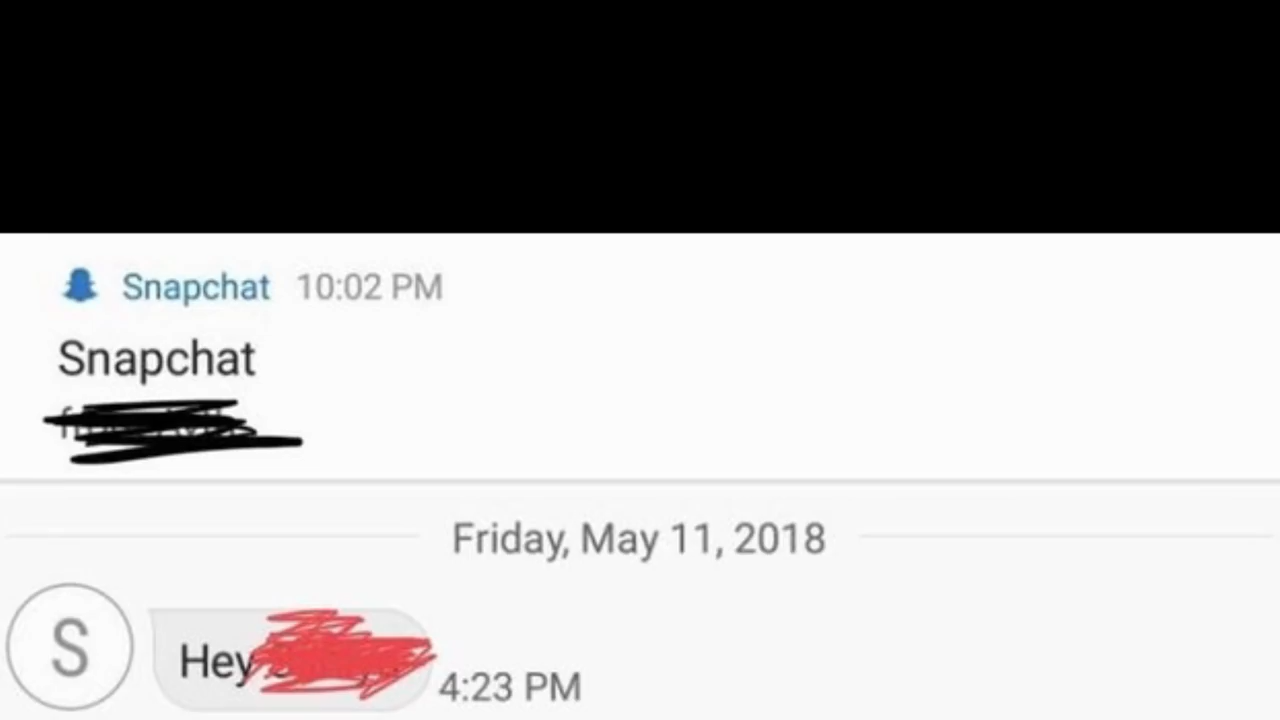 Snapchat 10:02 PM
Snapchat
Friday, May 11, 2018
S
Hey
4:23 PM